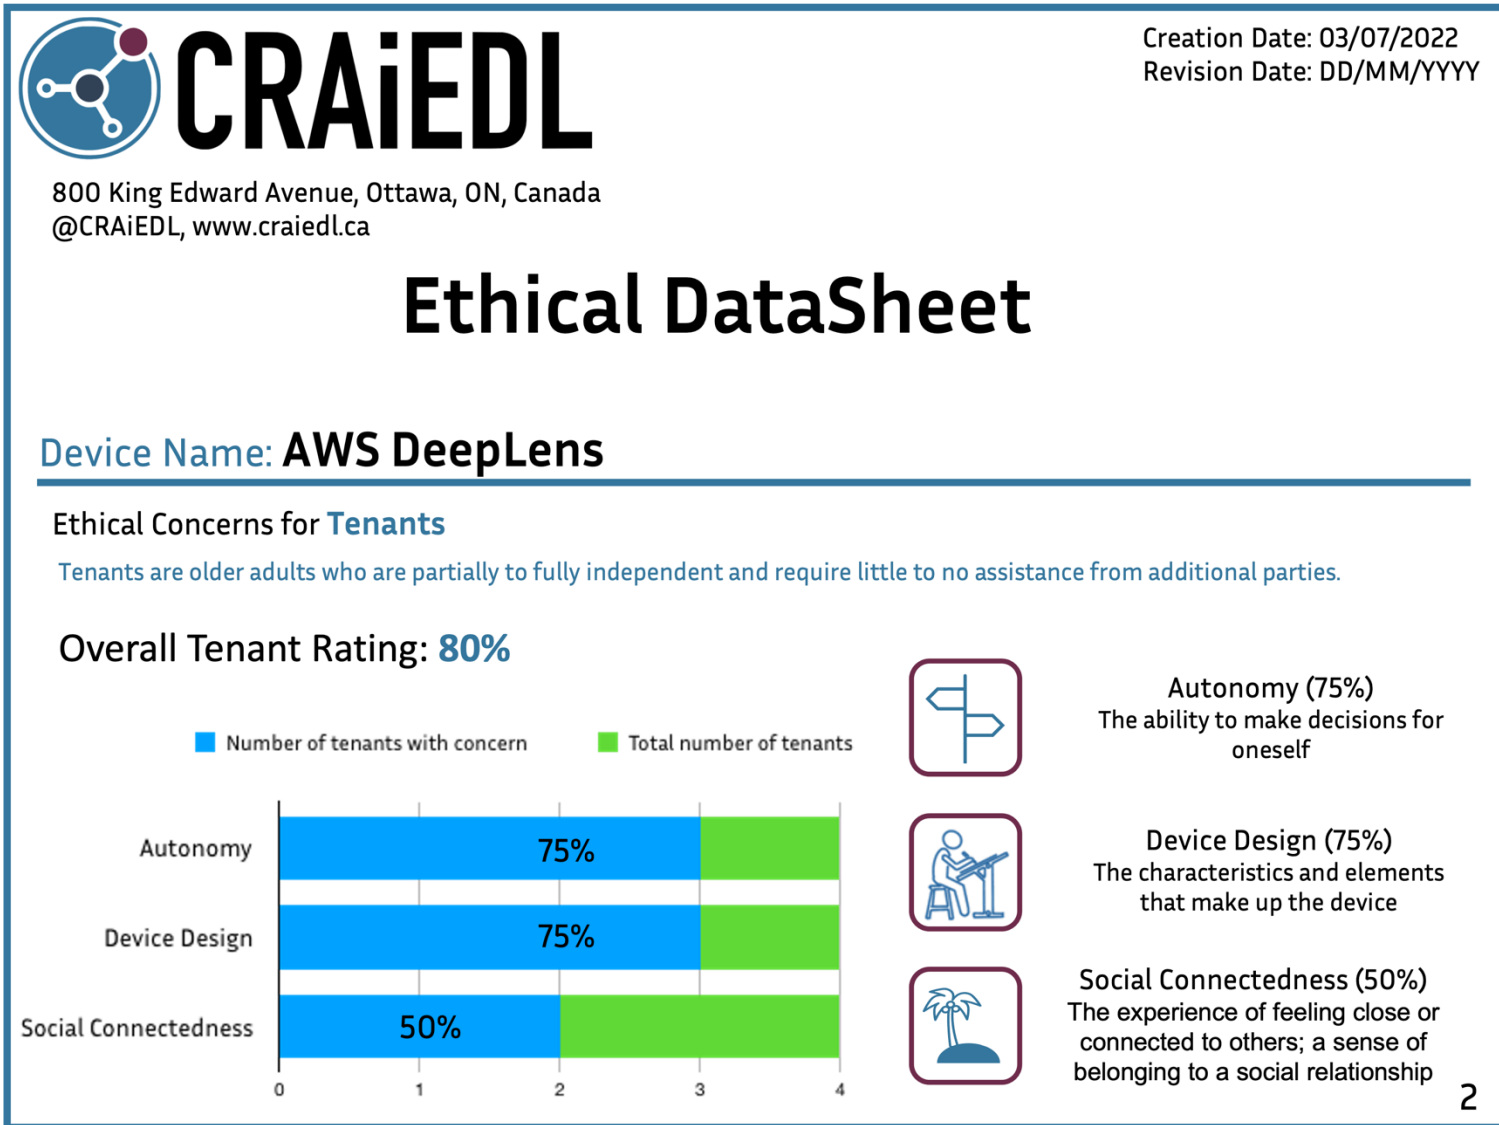 CRAiEDL
Creation Date: 03/07/2022
Revision Date: DD/MM/YYYY
800 King Edward Avenue, Ottawa, ON, Canada
@CRAiEDL, www.craiedl.ca
Ethical DataSheet
Device Name: AWS DeepLens
Ethical Concerns for Tenants
Tenants are older adults who are partially to fully independent and require little to no assistance from additional parties.
Overall Tenant Rating: 80%
Number of tenants with concern
Total number of tenants
Autonomy
75%
Device Design
75%
Social Connectedness
50%
0 1 2 3 4
Autonomy (75%)
The ability to make decisions for
oneself
Device Design (75%)
The characteristics and elements
that make up the device
Social Connectedness (50%)
The experience of feeling close or
connected to others; a sense of
belonging to a social relationship
2